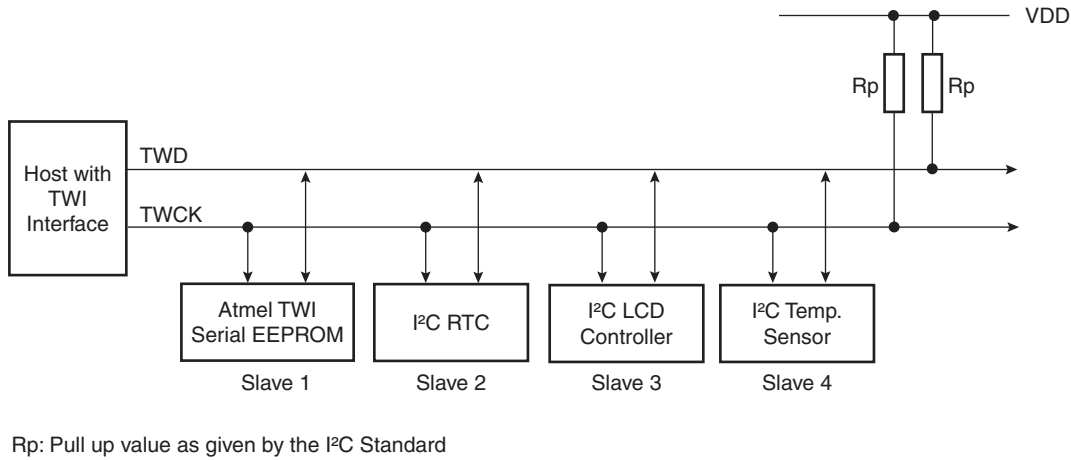 VDD
Rp
Rp
Host with
TWI
Interface
TWD
TWCK
Atmel TWI
Serial EEPROM
I²C RTC
I²C LCD
Controller
I²C Temp.
Sensor
Slave 1
Slave 2
Slave 3
Slave 4
Rp: Pull up value as given by the I²C Standard